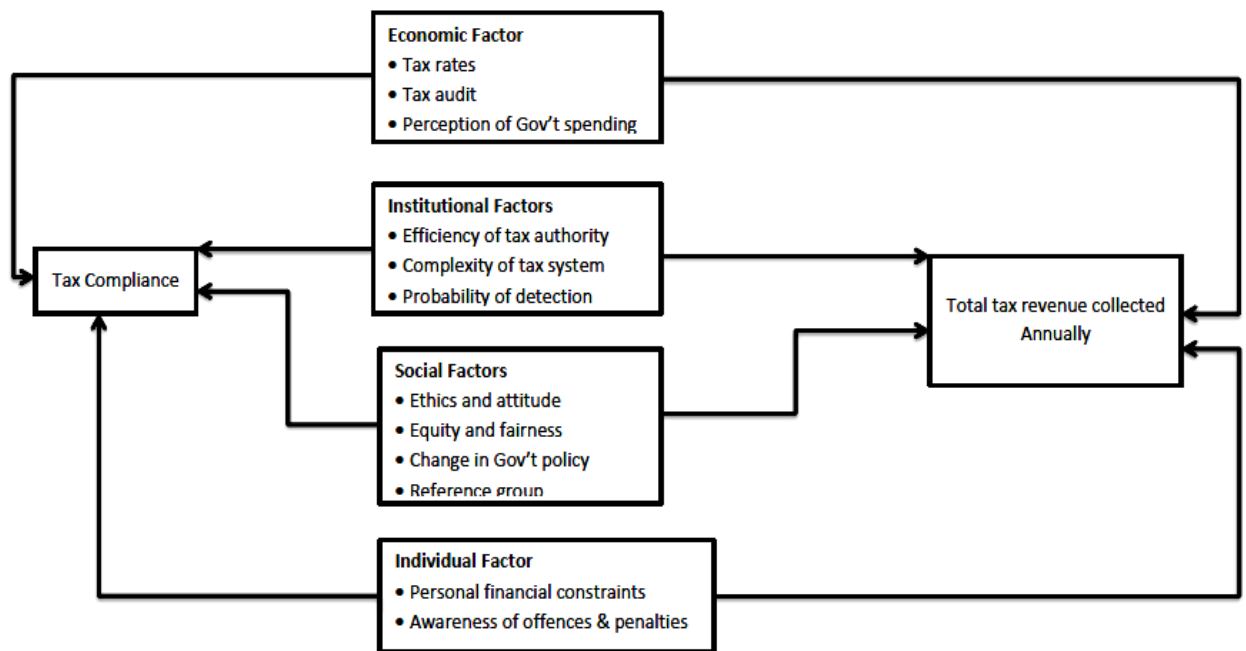 Economic Factor
• Tax rates
• Tax audit
• Perception of Gov't spending
Institutional Factors
• Efficiency of tax authority
• Complexity of tax system
• Probability of detection
Tax Compliance
Total tax revenue collected
Annually
Social Factors
• Ethics and attitude
• Equity and fairness
• Change in Gov't policy
• Reference group
Individual Factor
• Personal financial constraints
• Awareness of offences & penalties